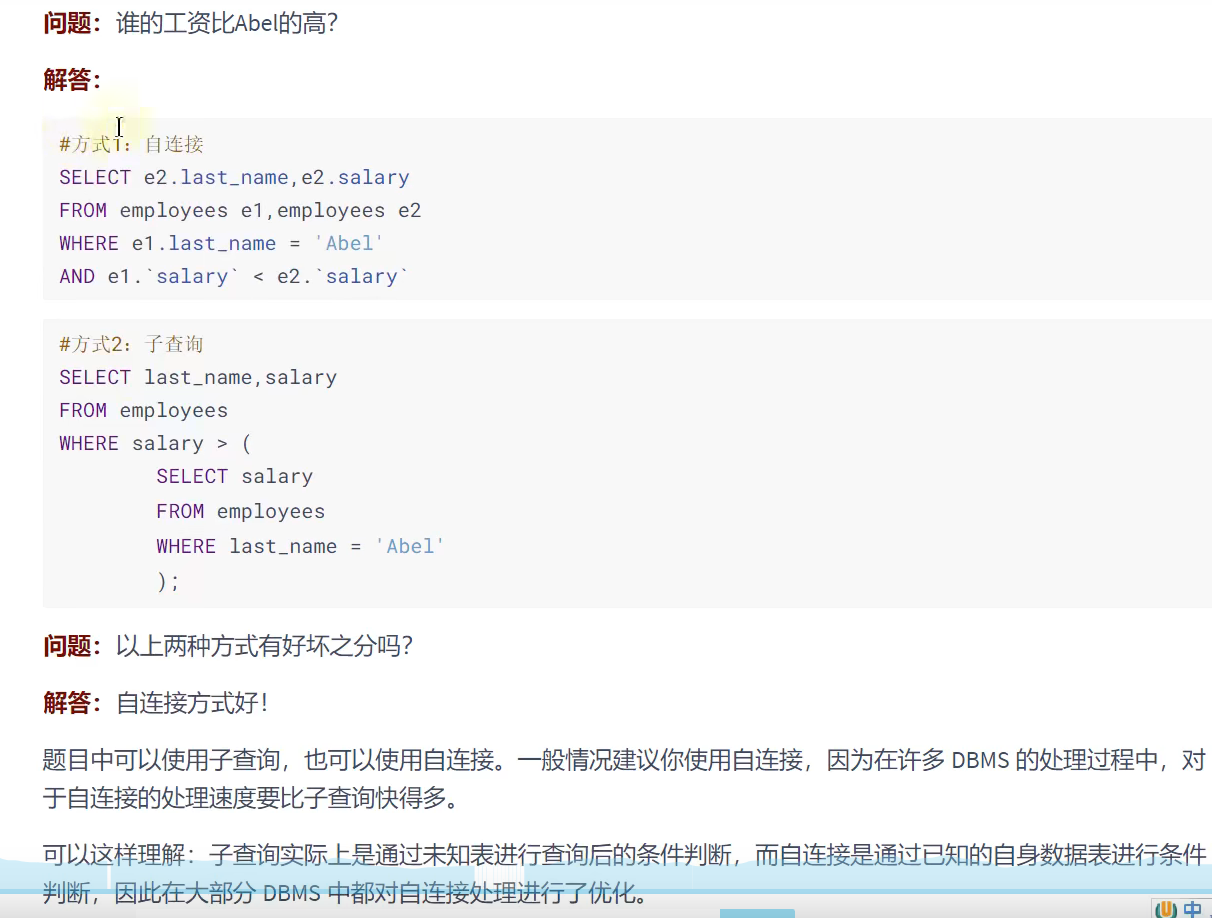 问题：谁的工资比Abel的高？
解答：
#方式1：自连接
SELECT e2.last_name,e2.salary
FROM employees e1,employees e2
WHERE e1.last_name = 'Abel'
AND e1.`salary` < e2.`salary`
#方式2：子查询
SELECT last_name,salary
FROM employees
WHERE salary > (
SELECT salary
FROM employees
WHERE last_name = 'Abel'
);
问题：以上两种方式有好坏之分吗？
解答：自连接方式好！
题目中可以使用子查询，也可以使用自连接。一般情况建议你使用自连接，因为在许多 DBMS 的处理过程中，对
于自连接的处理速度要比子查询快得多。
可以这样理解：子查询实际上是通过未知表进行查询后的条件判断，而自连接是通过已知的自身数据表进行条件
判断，因此在大部分 DBMS 中都对自连接处理进行了优化。
中